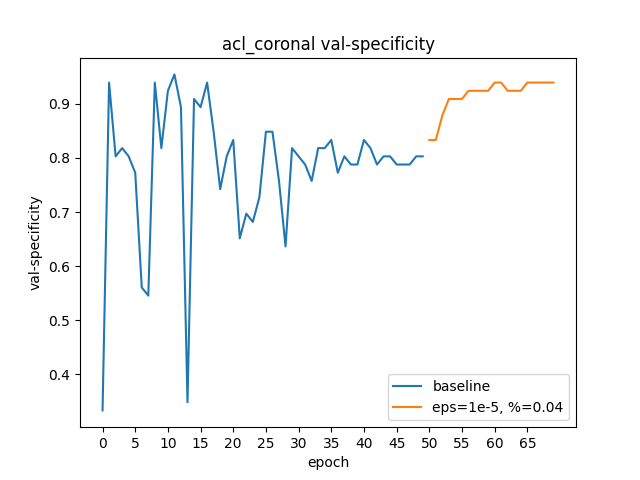 acl_coronal val-specificity
val-specificity
0.9
0.8
0.7
0.6
0.5
0.4
0 5 10 15 20 25 30 35 40 45 50 55 60 65
epoch
baseline
eps=1e-5, %=0.04